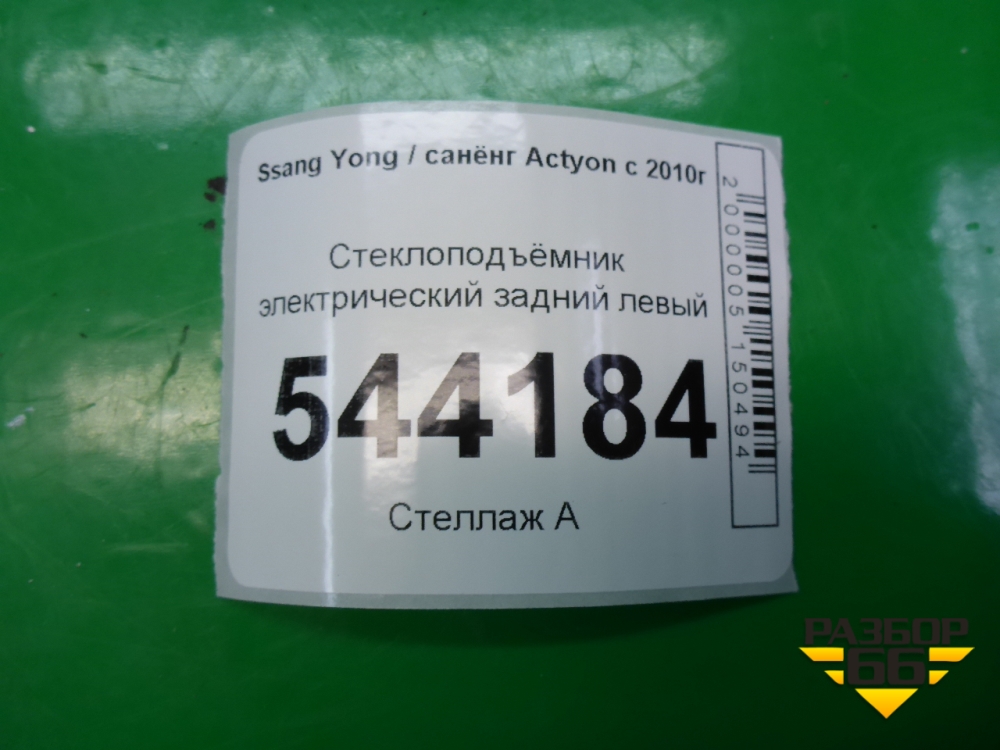 Ssang Yong / санёнг Actyon с 2010г
Стеклоподъёмник
электрический задний левый
544184
Стеллаж А
2000005150494
РАЗБОР
66